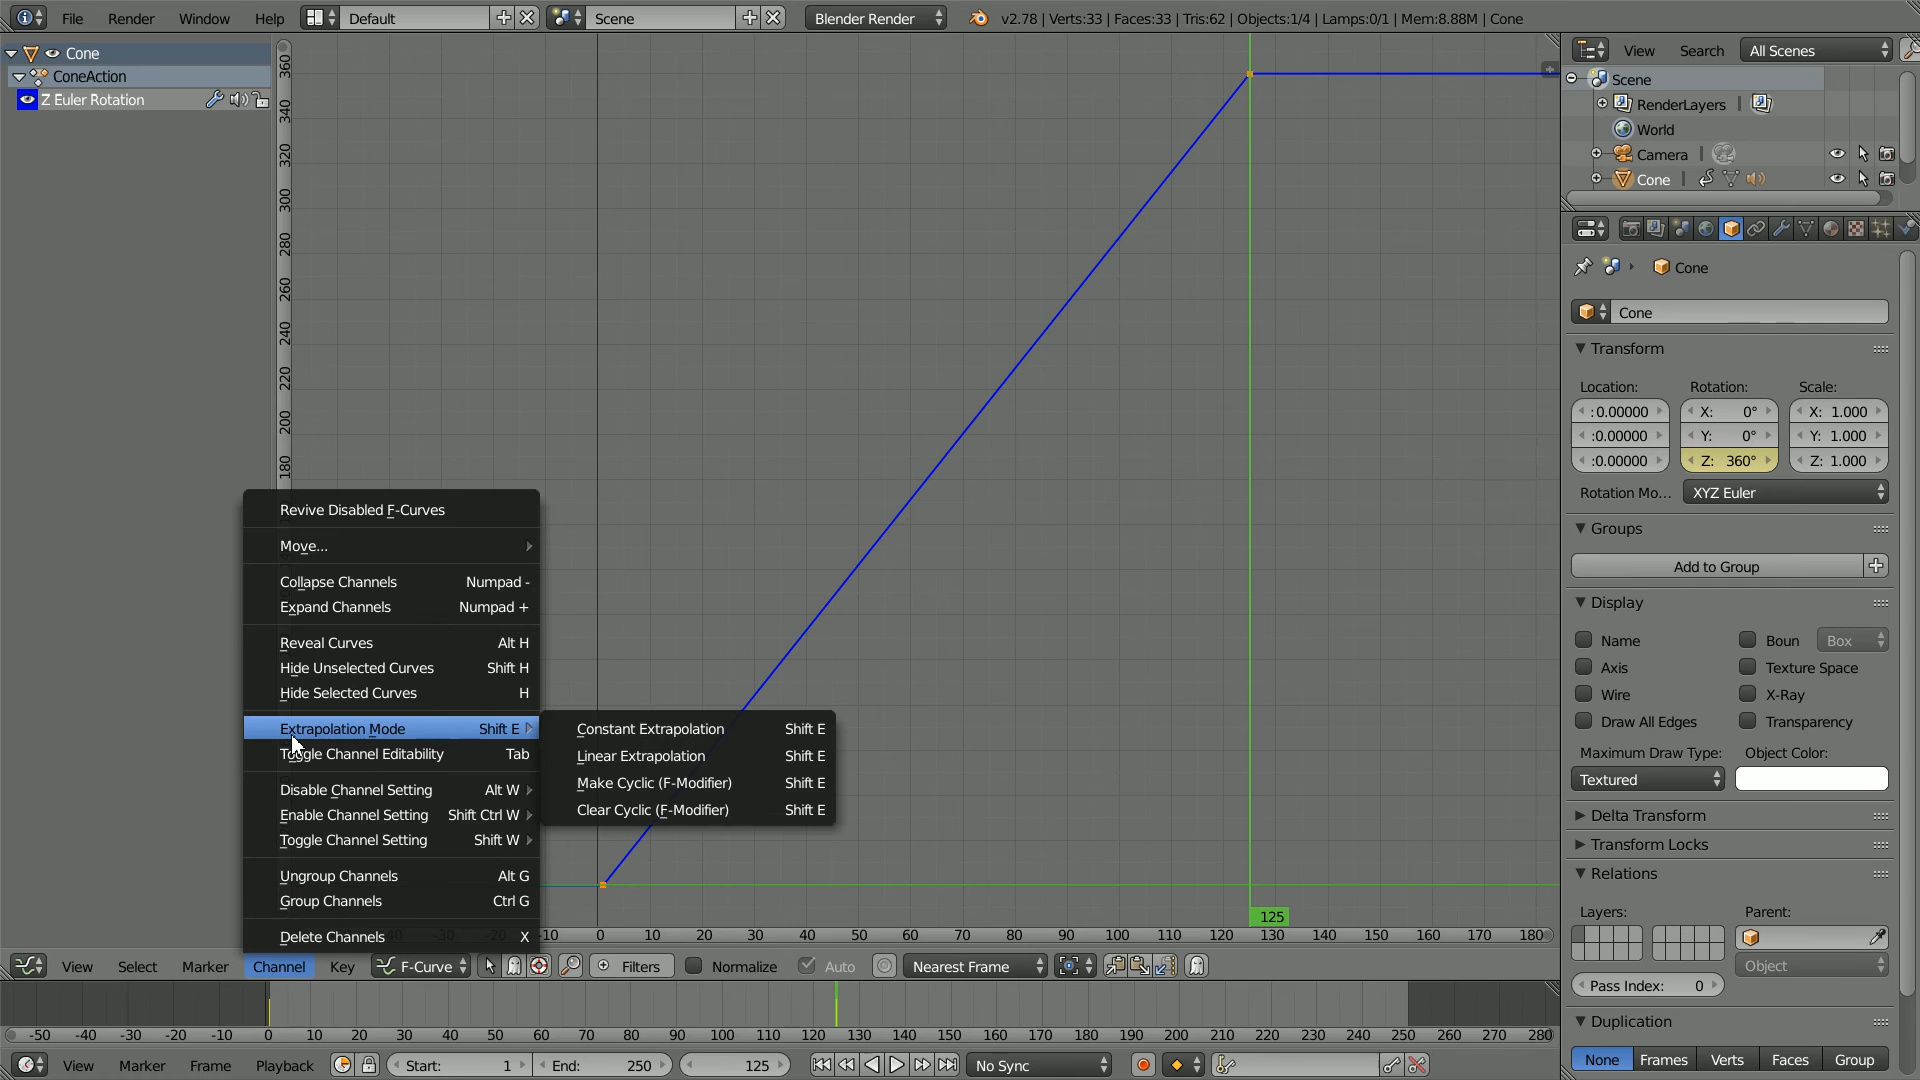 File Render Window Help Default Scene Blender Render v2.78 | Verts:33 | Faces:33 | Tris:62 | Objects:1/4 | Lamps:0/1 | Mem:8.88M | Cone
Cone
ConeAction
Z Euler Rotation
360
340
320
300
280
260
240
220
200
180
Revive Disabled F-Curves
Move...
Collapse Channels Numpad -
Expand Channels Numpad +
Reveal Curves Alt H
Hide Unselected Curves Shift H
Hide Selected Curves H
Extrapolation Mode Shift E
Toggle Channel Editability Tab
Disable Channel Setting Alt W
Enable Channel Setting Shift Ctrl W
Toggle Channel Setting Shift W
Ungroup Channels Alt G
Group Channels Ctrl G
Delete Channels X
Constant Extrapolation Shift E
Linear Extrapolation Shift E
Make Cyclic (F-Modifier) Shift E
Clear Cyclic (F-Modifier) Shift E
125
-40 -30 -20 -10 0 10 20 30 40 50 60 70 80 90 100 110 120 130 140 150 160 170 180
View Select Marker Channel Key F-Curve Filters Normalize Auto Nearest Frame
-50 -40 -30 -20 -10 0 10 20 30 40 50 60 70 80 90 100 110 120 130 140 150 160 170 180 190 200 210 220 230 240 250 260 270 280
View Marker Frame Playback Start: 1 End: 250 125 No Sync
View Search All Scenes
Scene
RenderLayers |
World
Camera |
Cone |
Cone
Cone
Transform
Location: Rotation: Scale:
:0.00000 X: 0° X: 1.000
:0.00000 Y: 0° Y: 1.000
:0.00000 Z: 360° Z: 1.000
Rotation Mo... XYZ Euler
Groups
Add to Group
Display
Name Boun Box
Axis Texture Space
Wire X-Ray
Draw All Edges Transparency
Maximum Draw Type: Object Color:
Textured
Delta Transform
Transform Locks
Relations
Layers: Parent:
Object
Pass Index: 0
Duplication
None Frames Verts Faces Group